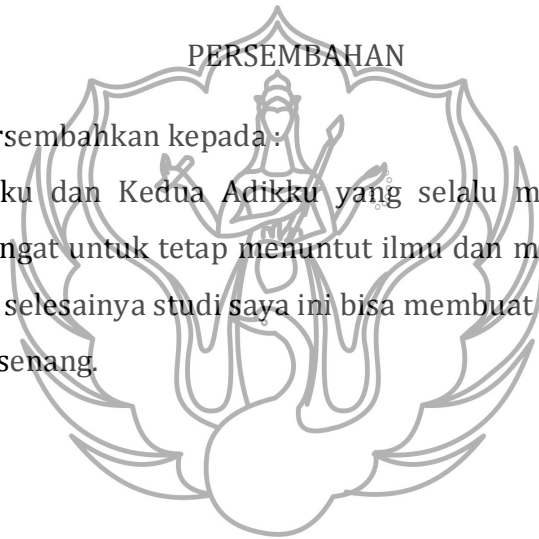 PERSEMBAHAN
rsembahkan kepada :
ku dan Kedua Adikku yang selalu m
ngat untuk tetap menuntut ilmu dan m
selesainya studi saya ini bisa membuat
senang.